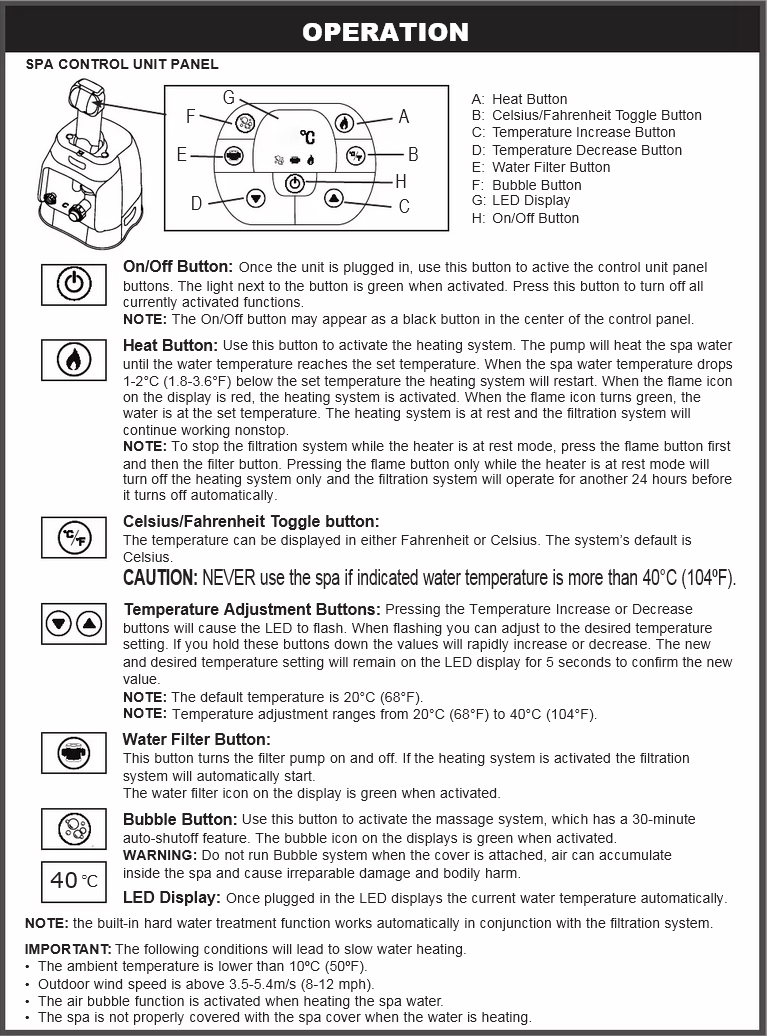 OPERATION
SPA CONTROL UNIT PANEL
G
F
A
E
B
H
D
C
°C
°C/°F
A: Heat Button
B: Celsius/Fahrenheit Toggle Button
C: Temperature Increase Button
D: Temperature Decrease Button
E: Water Filter Button
F: Bubble Button
G: LED Display
H: On/Off Button
On/Off Button: Once the unit is plugged in, use this button to active the control unit panel
buttons. The light next to the button is green when activated. Press this button to turn off all
currently activated functions.
NOTE: The On/Off button may appear as a black button in the center of the control panel.
Heat Button: Use this button to activate the heating system. The pump will heat the spa water
until the water temperature reaches the set temperature. When the spa water temperature drops
1-2°C (1.8-3.6°F) below the set temperature the heating system will restart. When the flame icon
on the display is red, the heating system is activated. When the flame icon turns green, the
water is at the set temperature. The heating system is at rest and the filtration system will
continue working nonstop.
NOTE: To stop the filtration system while the heater is at rest mode, press the flame button first
and then the filter button. Pressing the flame button only while the heater is at rest mode will
turn off the heating system only and the filtration system will operate for another 24 hours before
it turns off automatically.
°C/°F
Celsius/Fahrenheit Toggle button:
The temperature can be displayed in either Fahrenheit or Celsius. The system's default is
Celsius.
CAUTION: NEVER use the spa if indicated water temperature is more than 40°C (104ºF).
Temperature Adjustment Buttons: Pressing the Temperature Increase or Decrease
buttons will cause the LED to flash. When flashing you can adjust to the desired temperature
setting. If you hold these buttons down the values will rapidly increase or decrease. The new
and desired temperature setting will remain on the LED display for 5 seconds to confirm the new
value.
NOTE: The default temperature is 20°C (68°F).
NOTE: Temperature adjustment ranges from 20°C (68°F) to 40°C (104°F).
Water Filter Button:
This button turns the filter pump on and off. If the heating system is activated the filtration
system will automatically start.
The water filter icon on the display is green when activated.
Bubble Button: Use this button to activate the massage system, which has a 30-minute
auto-shutoff feature. The bubble icon on the displays is green when activated.
WARNING: Do not run Bubble system when the cover is attached, air can accumulate
inside the spa and cause irreparable damage and bodily harm.
40 °C
LED Display: Once plugged in the LED displays the current water temperature automatically.
NOTE: the built-in hard water treatment function works automatically in conjunction with the filtration system.
IMPORTANT: The following conditions will lead to slow water heating.
• The ambient temperature is lower than 10ºC (50ºF).
• Outdoor wind speed is above 3.5-5.4m/s (8-12 mph).
• The air bubble function is activated when heating the spa water.
• The spa is not properly covered with the spa cover when the water is heating.